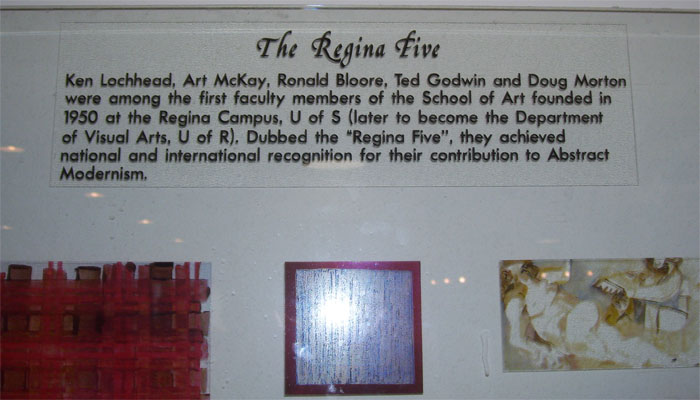 The Regina Five
Ken Lochhead, Art McKay, Ronald Bloore, Ted Godwin and Doug Morton
were among the first faculty members of the School of Art founded in
1950 at the Regina Campus, U of S (later to become the Department
of Visual Arts, U of R). Dubbed the "Regina Five", they achieved
national and international recognition for their contribution to Abstract
Modernism.